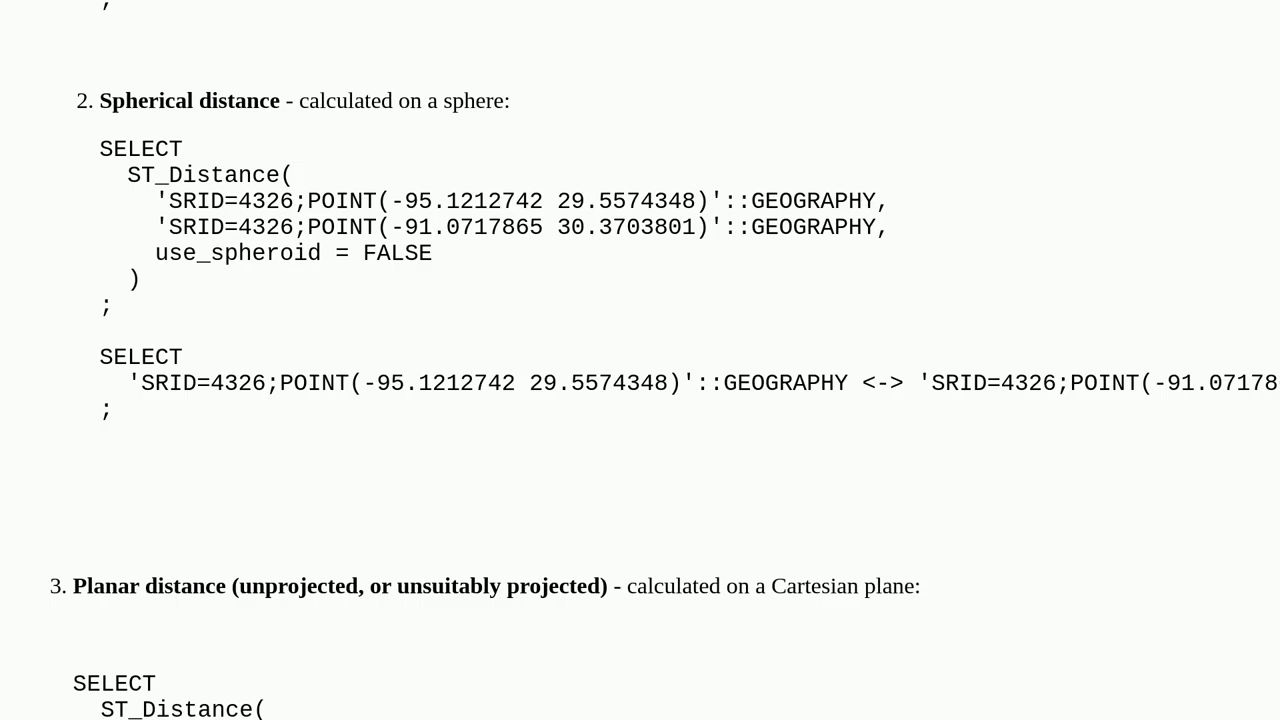 ;
2. Spherical distance - calculated on a sphere:
SELECT
  ST_Distance(
    'SRID=4326;POINT(-95.1212742 29.5574348)'::GEOGRAPHY,
    'SRID=4326;POINT(-91.0717865 30.3703801)'::GEOGRAPHY,
    use_spheroid = FALSE
  )
;
SELECT
  'SRID=4326;POINT(-95.1212742 29.5574348)'::GEOGRAPHY <-> 'SRID=4326;POINT(-91.07178
;
3. Planar distance (unprojected, or unsuitably projected) - calculated on a Cartesian plane:
SELECT
  ST_Distance(